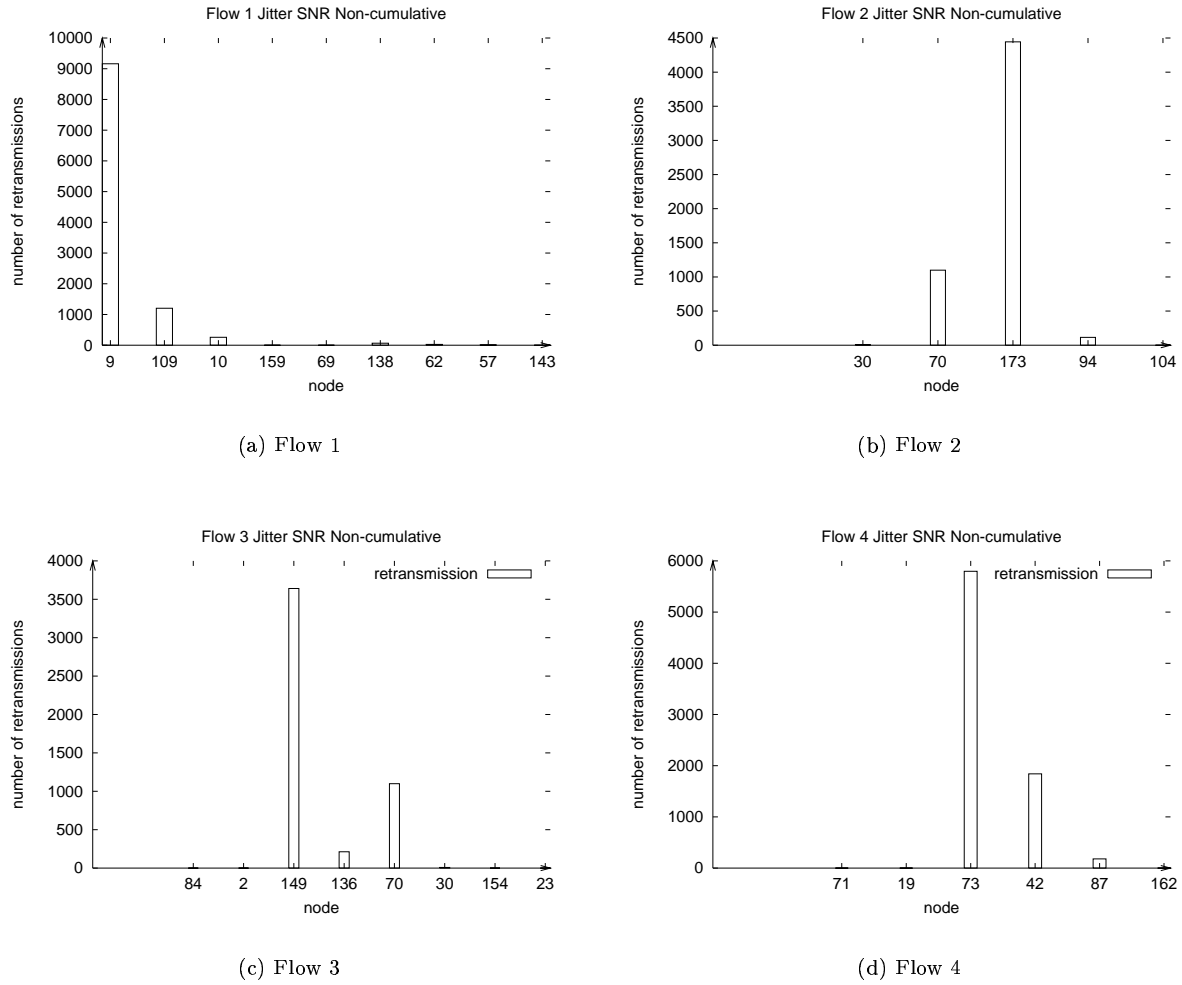 Flow 1 Jitter SNR Non-cumulative
number of retransmissions
10000
9000
8000
7000
6000
5000
4000
3000
2000
1000
0
9 109 10 159 69 138 62 57 143
node
(a) Flow 1
Flow 2 Jitter SNR Non-cumulative
number of retransmissions
4500
4000
3500
3000
2500
2000
1500
1000
500
0
30 70 173 94 104
node
(b) Flow 2
Flow 3 Jitter SNR Non-cumulative
retransmission
number of retransmissions
4000
3500
3000
2500
2000
1500
1000
500
0
84 2 149 136 70 30 154 23
node
(c) Flow 3
Flow 4 Jitter SNR Non-cumulative
retransmission
number of retransmissions
6000
5000
4000
3000
2000
1000
0
71 19 73 42 87 162
node
(d) Flow 4